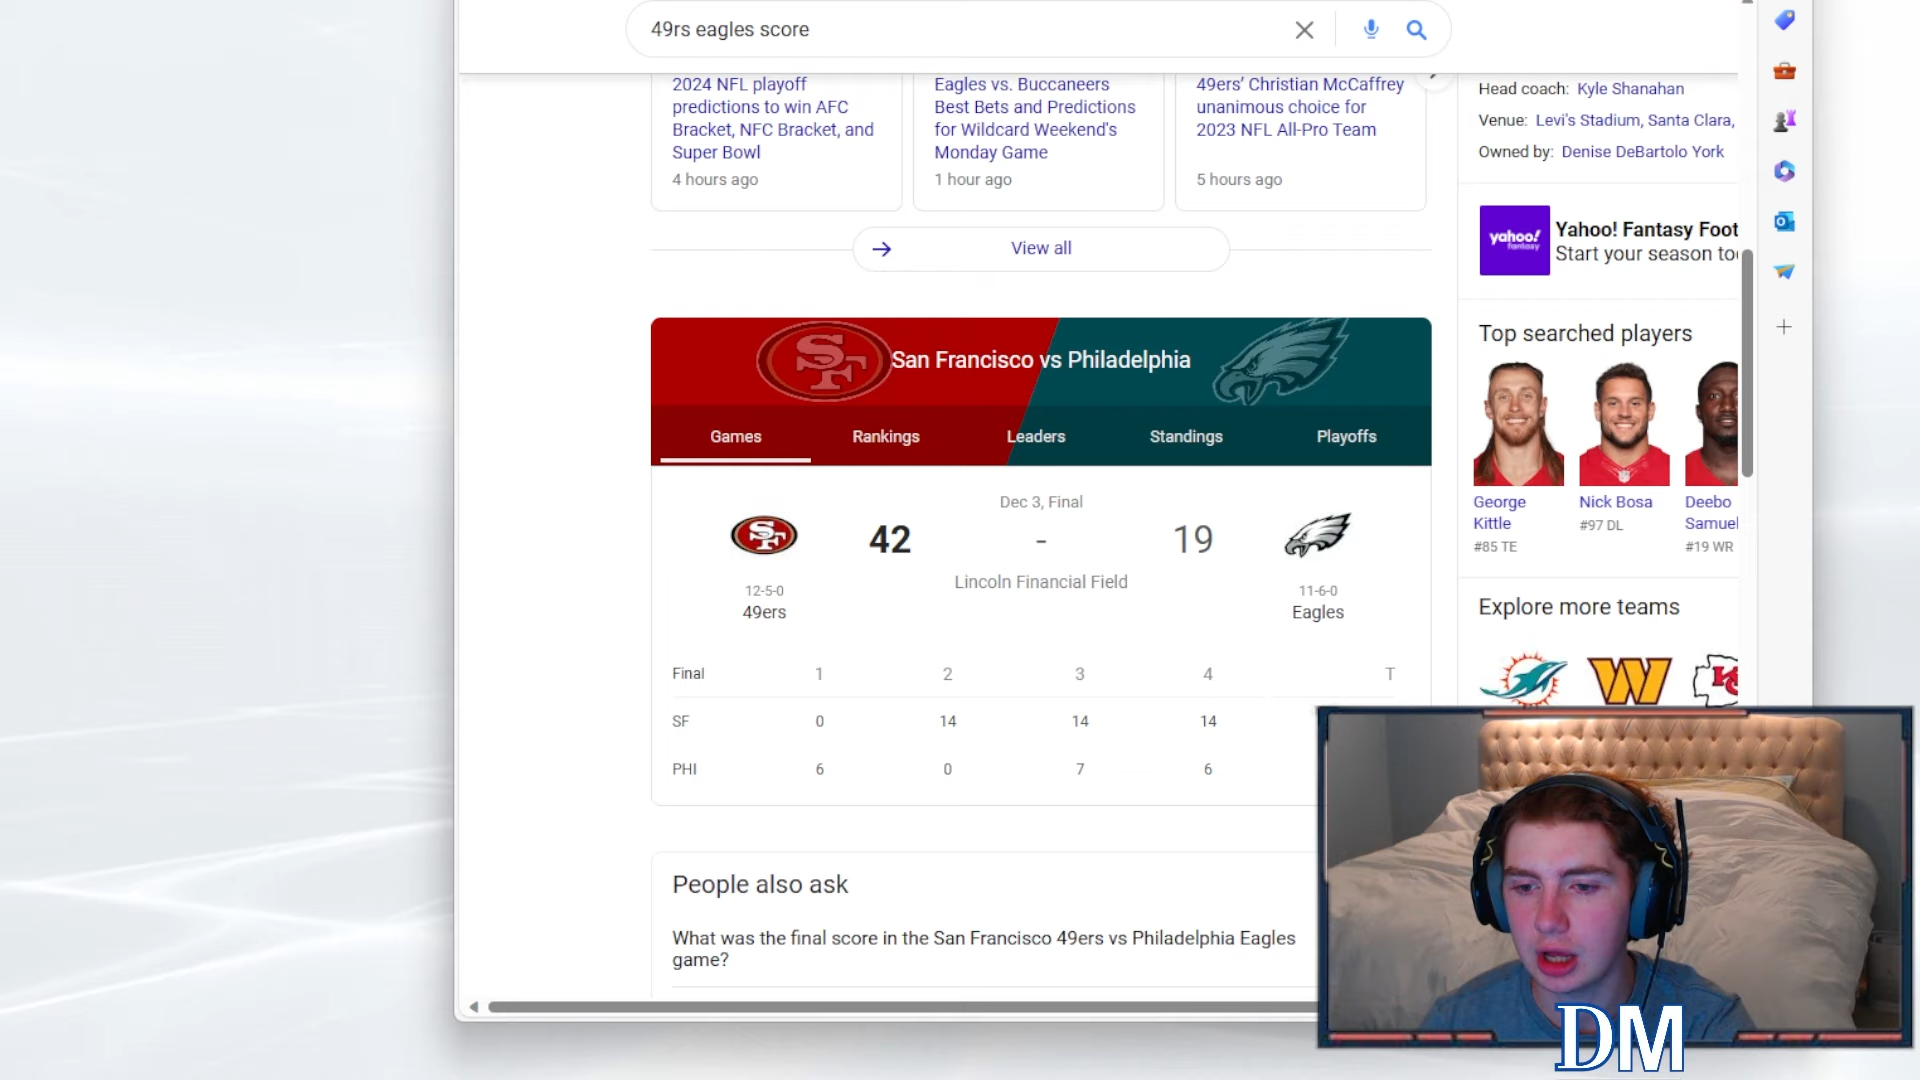 49rs eagles score
2024 NFL playoff
predictions to win AFC
Bracket, NFC Bracket, and
Super Bowl
4 hours ago
Eagles vs. Buccaneers
Best Bets and Predictions
for Wildcard Weekend's
Monday Game
1 hour ago
49ers' Christian McCaffrey
unanimous choice for
2023 NFL All-Pro Team
5 hours ago
View all
Head coach: Kyle Shanahan
Venue: Levi's Stadium, Santa Clara,
Owned by: Denise DeBartolo York
yahoo!
fantasy
Yahoo! Fantasy Foot
Start your season to
Top searched players
George
Kittle
#85 TE
Nick Bosa
#97 DL
Deebo
Samuel
#19 WR
Explore more teams
SF
San Francisco vs Philadelphia
Games Rankings Leaders Standings Playoffs
Dec 3, Final
SF
42 - 19
Lincoln Financial Field
12-5-0
49ers
11-6-0
Eagles
Final 1 2 3 4 T
SF 0 14 14 14
PHI 6 0 7 6
People also ask
What was the final score in the San Francisco 49ers vs Philadelphia Eagles
game?
DM